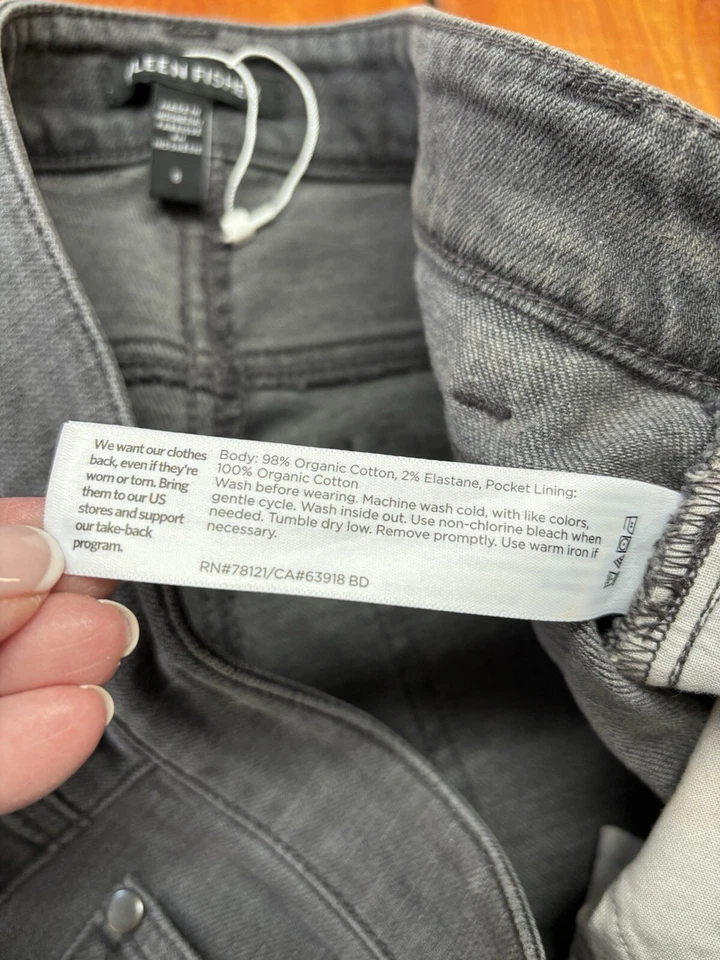 LEEN FISHE
We want our clothes
back, even if they're
worn or torn. Bring
them to our US
stores and support
our take-back
program.
Body: 98% Organic Cotton, 2% Elastane, Pocket Lining:
100% Organic Cotton
Wash before wearing. Machine wash cold, with like colors,
gentle cycle. Wash inside out. Use non-chlorine bleach when
needed. Tumble dry low. Remove promptly. Use warm iron if
necessary.
RN#78121/CA#63918 BD